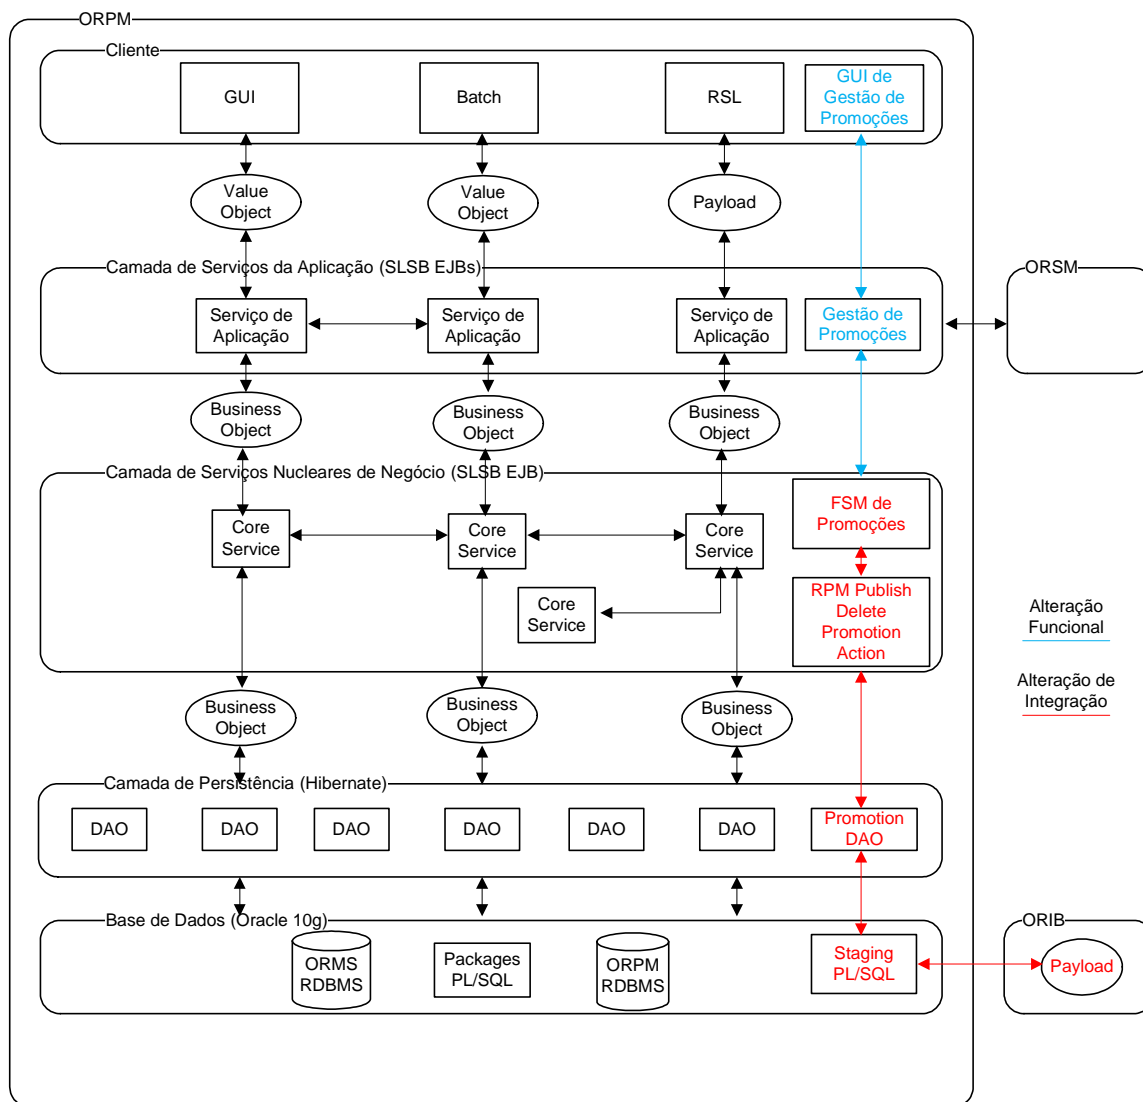 ORPM
Cliente
GUI
Batch
RSL
GUI de
Gestão de
Promoções
Value
Object
Value
Object
Payload
Camada de Serviços da Aplicação (SLSB EJBs)
ORSM
Serviço de
Aplicação
Serviço de
Aplicação
Serviço de
Aplicação
Gestão de
Promoções
Business
Object
Business
Object
Business
Object
Camada de Serviços Nucleares de Negócio (SLSB EJB)
Core
Service
Core
Service
Core
Service
FSM de
Promoções
Core
Service
RPM Publish
Delete
Promotion
Action
Alteração
Funcional
Alteração de
Integração
Business
Object
Business
Object
Business
Object
Camada de Persistência (Hibernate)
DAO
DAO
DAO
DAO
DAO
DAO
Promotion
DAO
Base de Dados (Oracle 10g)
ORIB
ORMS
RDBMS
Packages
PL/SQL
ORPM
RDBMS
Staging
PL/SQL
Payload